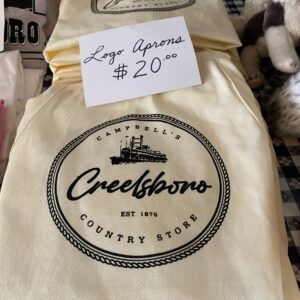 Logo Aprons
$20.00
CAMPBELL'S
Creelsboro
EST. 1876
COUNTRY STORE